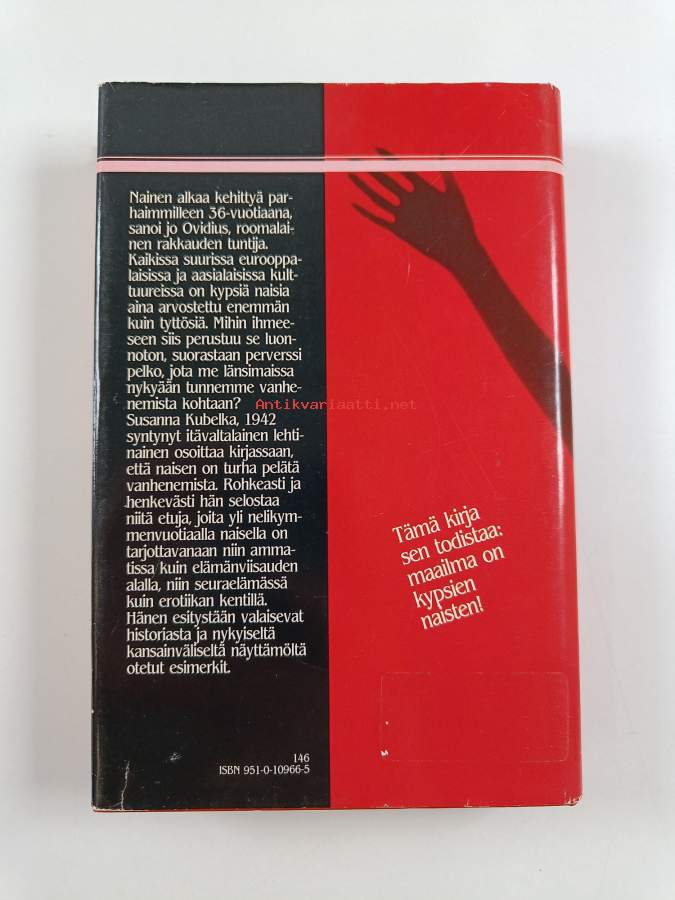 Nainen alkaa kehittyä par-
haimmilleen 36-vuotiaana,
sanoi jo Ovidius, roomalai-
nen rakkauden tuntija.
Kaikissa suurissa eurooppa-
laisissa ja aasialaisissa kult-
tuureissa on kypsiä naisia
aina arvostettu enemmän
kuin tyttösiä. Mihin ihmee-
seen siis perustuu se luon-
noton, suorastaan perverssi
pelko, jota me länsimaissa
nykyään tunnemme vanhe-
nemista kohtaan?
Susanna Kubelka, 1942
syntynyt itävaltalainen lehti-
nainen osoittaa kirjassaan,
että naisen on turha pelätä
vanhenemista. Rohkeasti ja
henkevästi hän selostaa
niitä etuja, joita yli nelikym-
menvuotiaalla naisella on
tarjottavanaan niin amma-
tissa kuin elämänviisauden
alalla, niin seuraelämässä
kuin erotiikan kentillä.
Hänen esitystään valaisevat
historiasta ja nykyiseltä
kansainväliseltä näyttämöltä
otetut esimerkit.
146
ISBN 951-0-10966-5
Tämä kirja
sen todistaa:
maailma on
kypsien
naisten!
Antikvariaatti.net